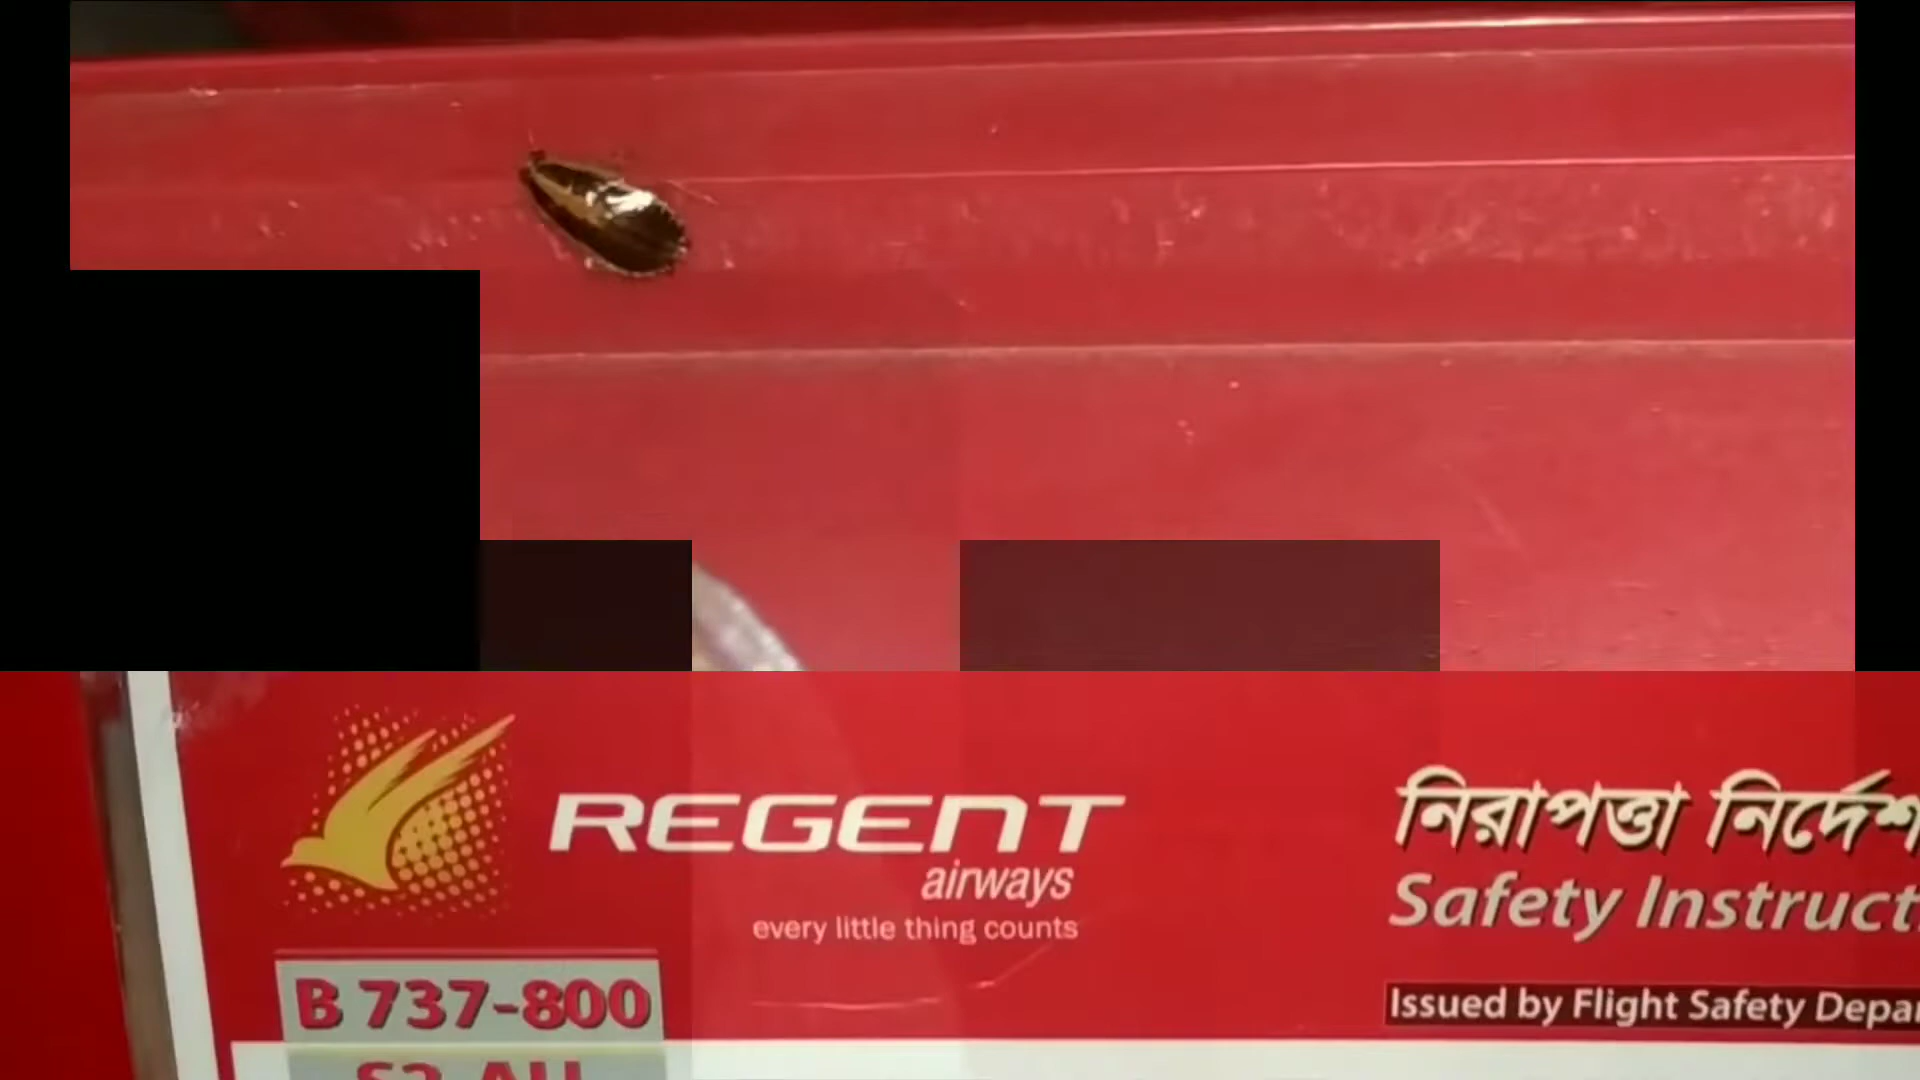 REGENT
airways
every little thing counts
B 737-800
নিরাপত্তা নির্দেশ
Safety Instruct
Issued by Flight Safety Depar